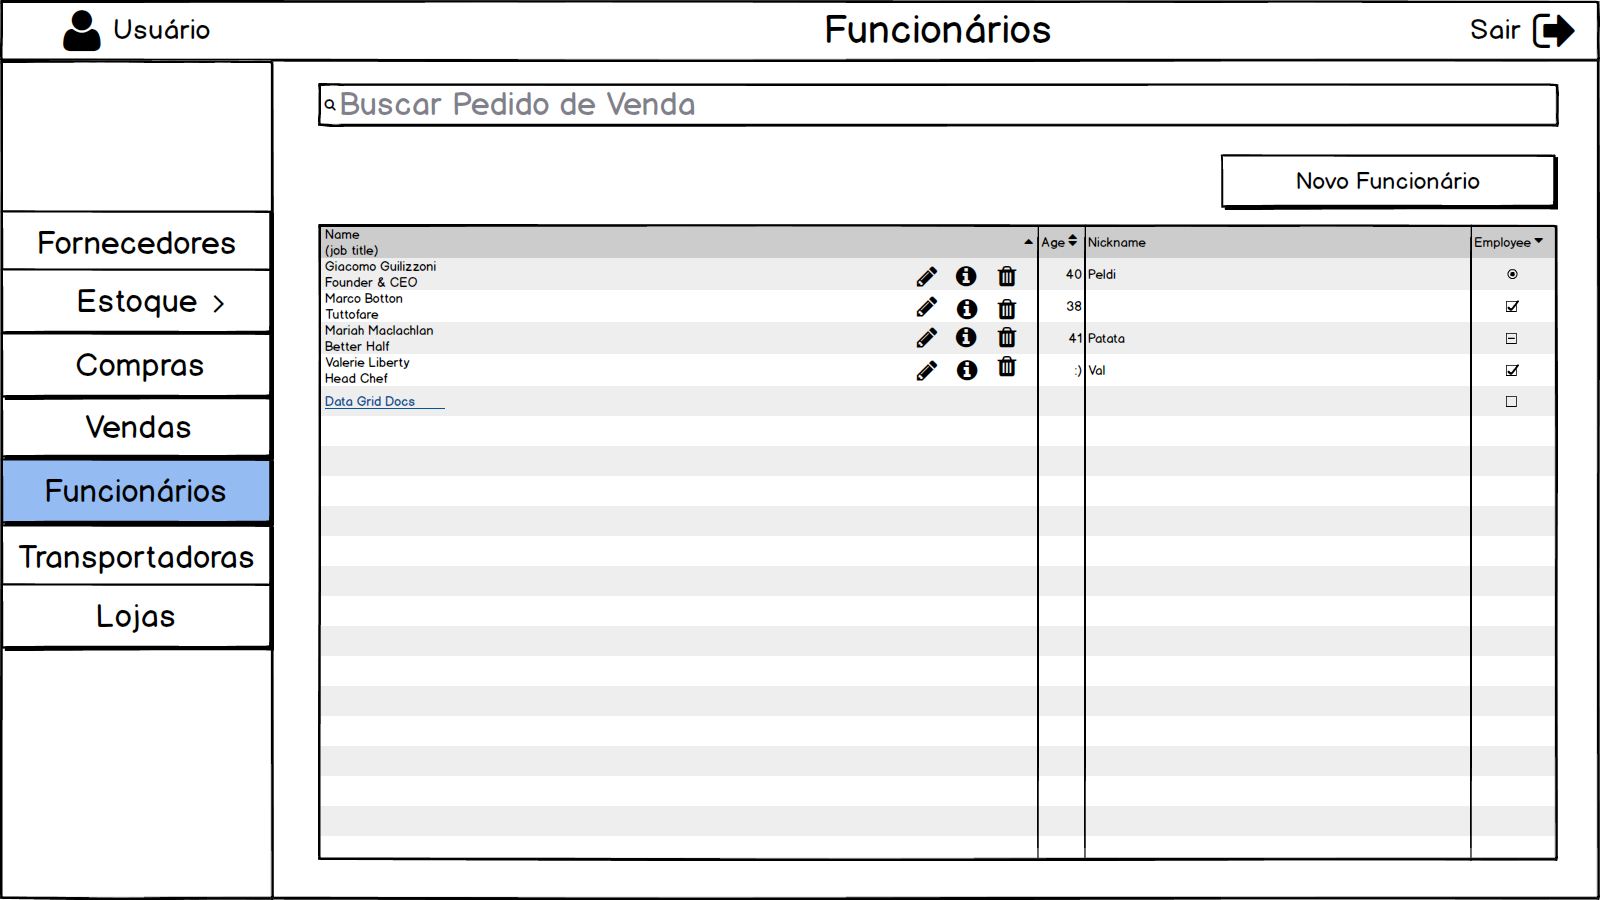 Usuário
Funcionários
Sair
Buscar Pedido de Venda
Novo Funcionário
Fornecedores
Estoque >
Compras
Vendas
Funcionários
Transportadoras
Lojas
Name
(job title)
Age
Nickname
Employee
Giacomo Guilizzoni
Founder & CEO
40
Peldi
Marco Botton
Tuttofare
38
Mariah Maclachlan
Better Half
41
Patata
Valerie Liberty
Head Chef
:)
Val
Data Grid Docs